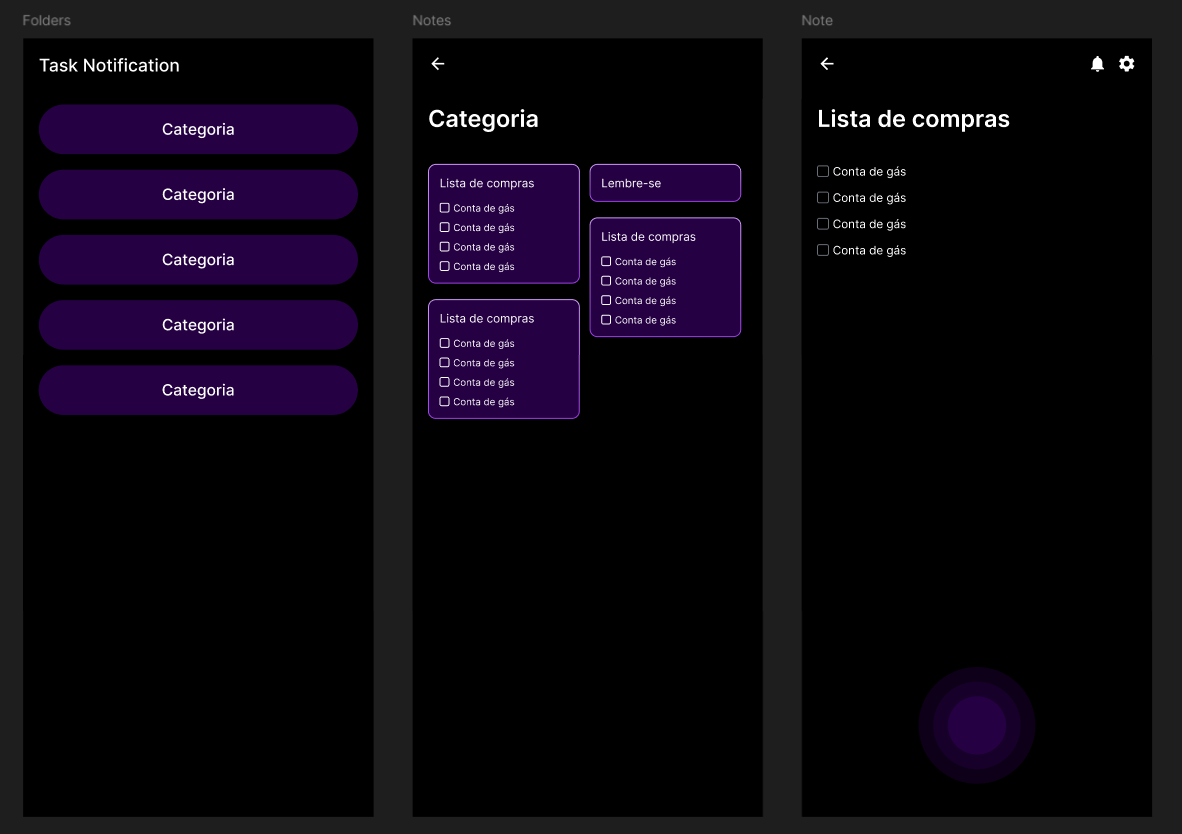 Folders
Task Notification
Categoria
Categoria
Categoria
Categoria
Categoria
Notes
Categoria
Lista de compras
Conta de gás
Conta de gás
Conta de gás
Conta de gás
Lista de compras
Conta de gás
Conta de gás
Conta de gás
Conta de gás
Lembre-se
Lista de compras
Conta de gás
Conta de gás
Conta de gás
Conta de gás
Note
Lista de compras
Conta de gás
Conta de gás
Conta de gás
Conta de gás